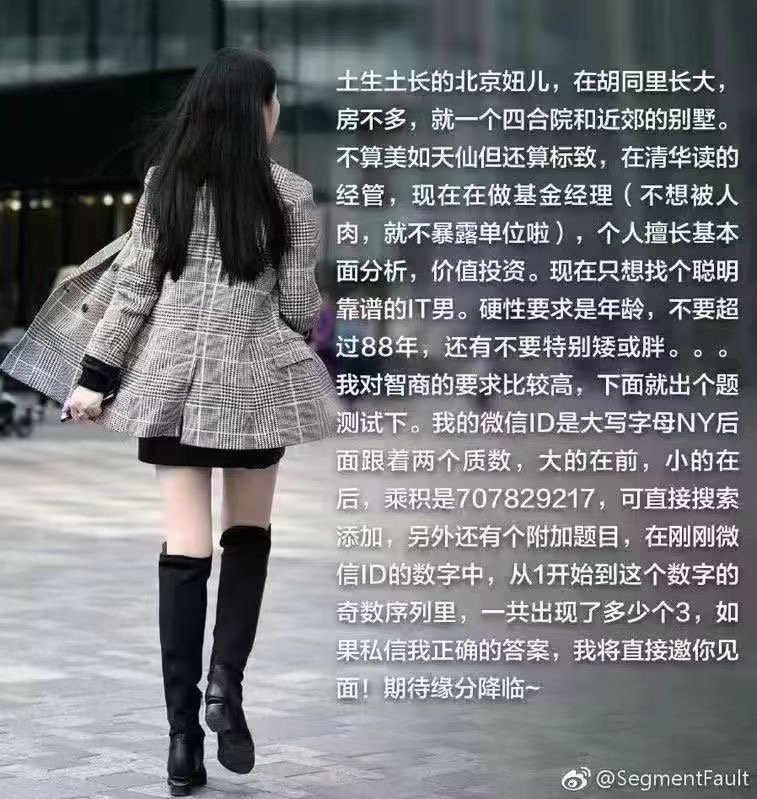 土生土长的北京妞儿，在胡同里长大，
房不多，就一个四合院和近郊的别墅。
不算美如天仙但还算标致，在清华读的
经管，现在在做基金经理（不想被人
肉，就不暴露单位啦），个人擅长基本
面分析，价值投资。现在只想找个聪明
靠谱的IT男。硬性要求是年龄，不要超
过88年，还有不要特别矮或胖。。。
我对智商的要求比较高，下面就出个题
测试下。我的微信ID是大写字母NY后
面跟着两个质数，大的在前，小的在
后，乘积是707829217，可直接搜索
添加，另外还有个附加题目，在刚刚微
信ID的数字中，从1开始到这个数字的
奇数序列里，一共出现了多少个3，如
果私信我正确的答案，我将直接邀你见
面！期待缘分降临~
@SegmentFault